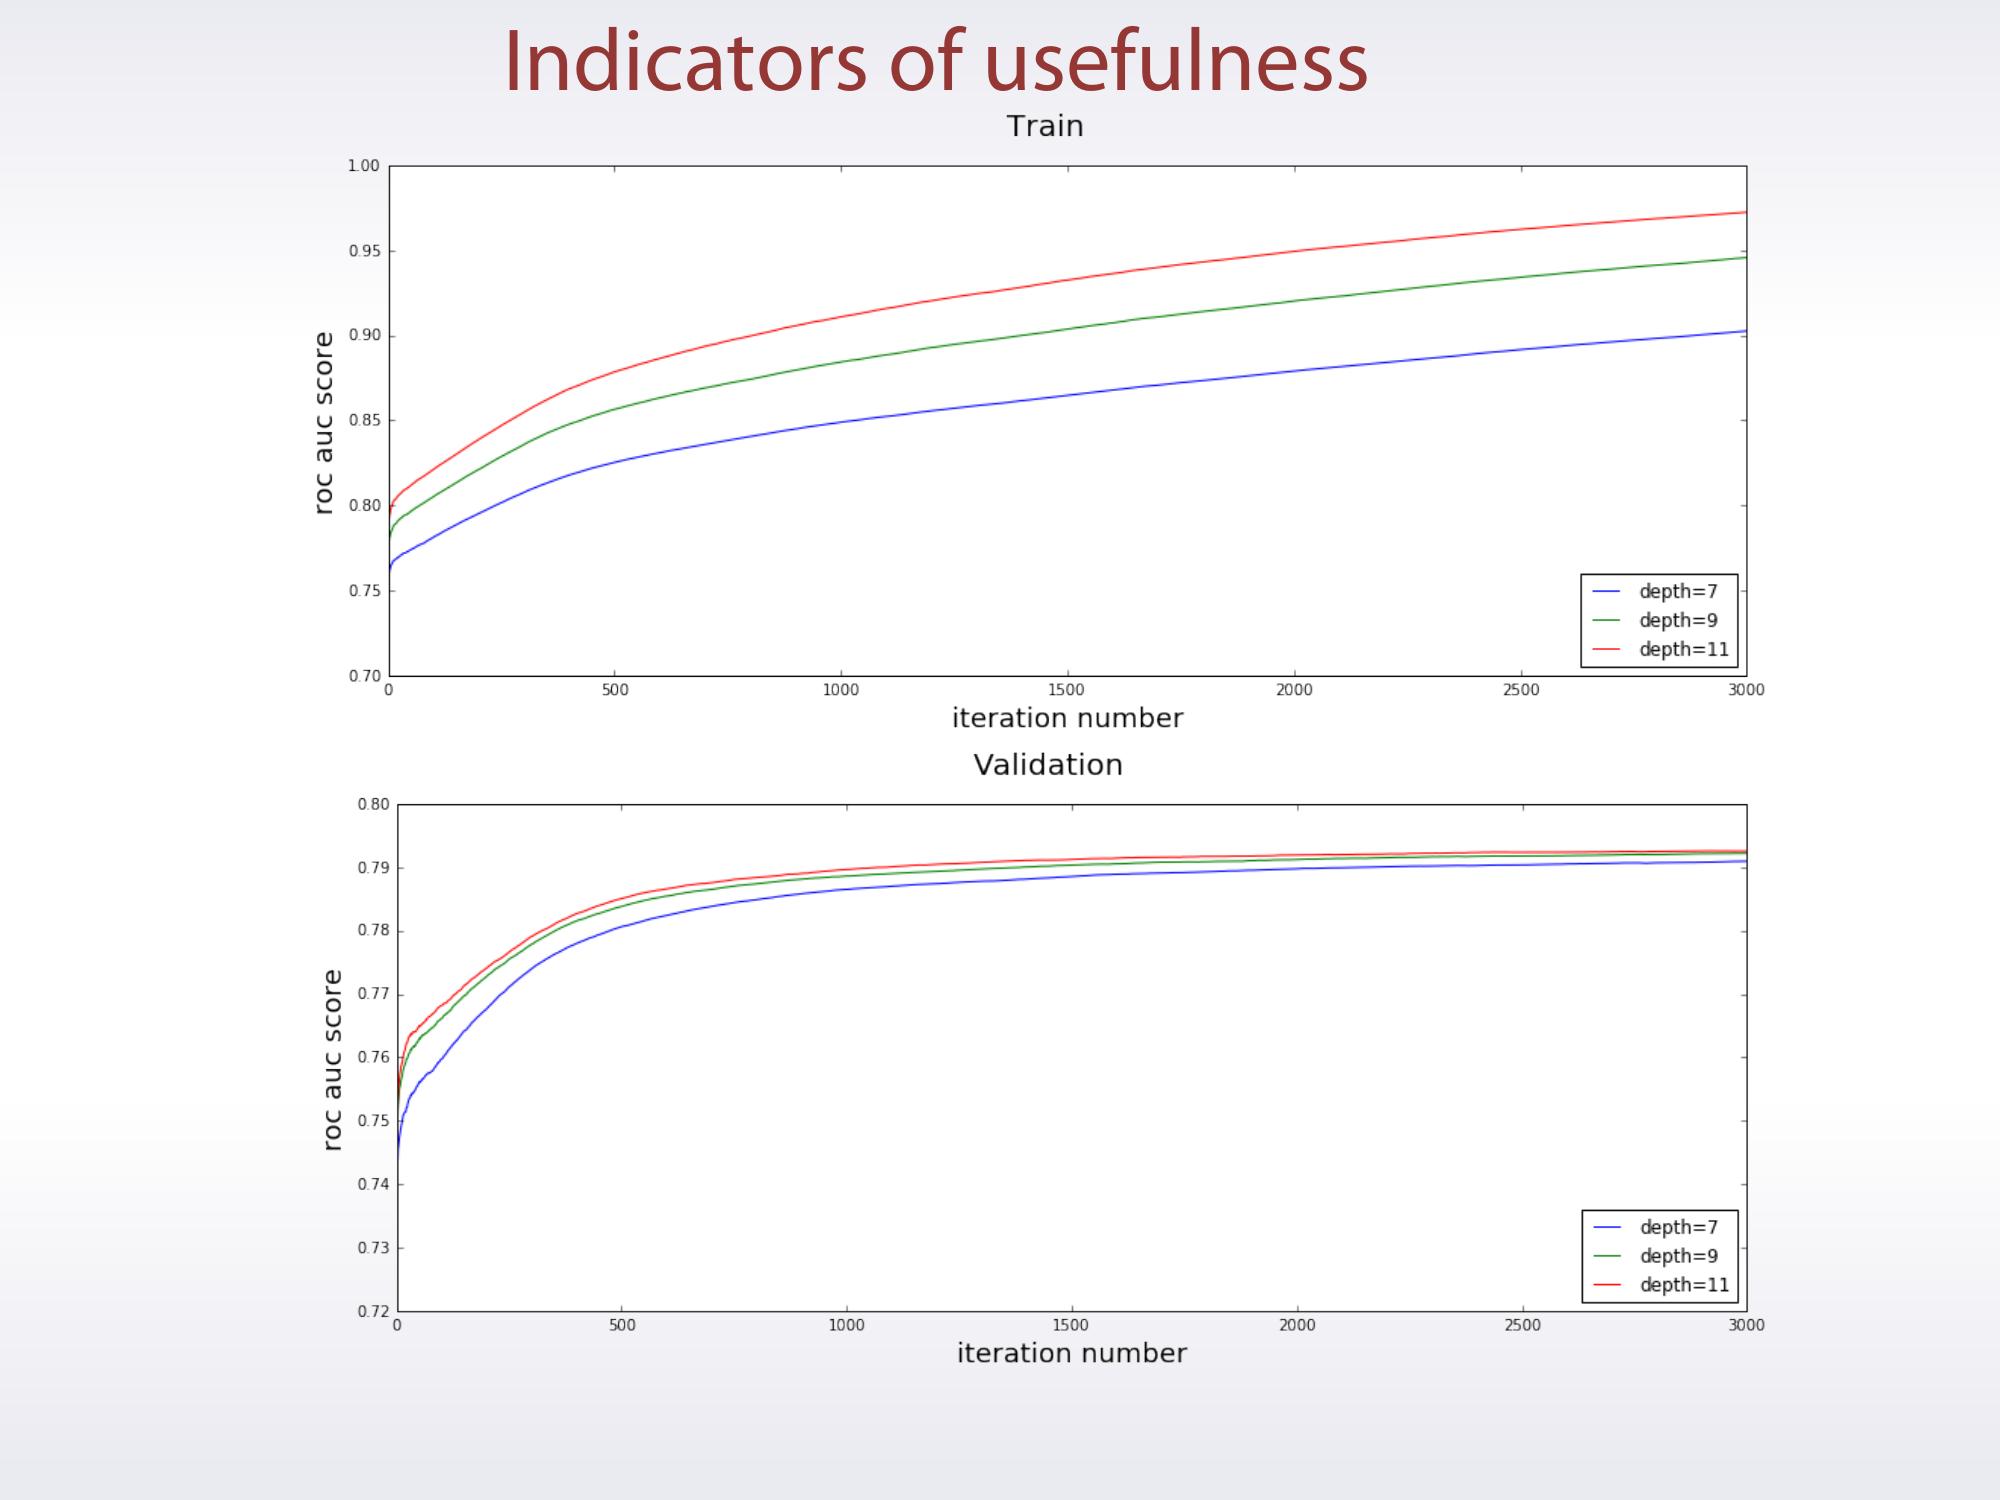 Indicators of usefulness
Train
1.00
0.95
0.90
0.85
0.80
0.75
0.70
roc auc score
0 500 1000 1500 2000 2500 3000
iteration number
depth=7
depth=9
depth=11
Validation
0.80
0.79
0.78
0.77
0.76
0.75
0.74
0.73
0.72
roc auc score
0 500 1000 1500 2000 2500 3000
iteration number
depth=7
depth=9
depth=11